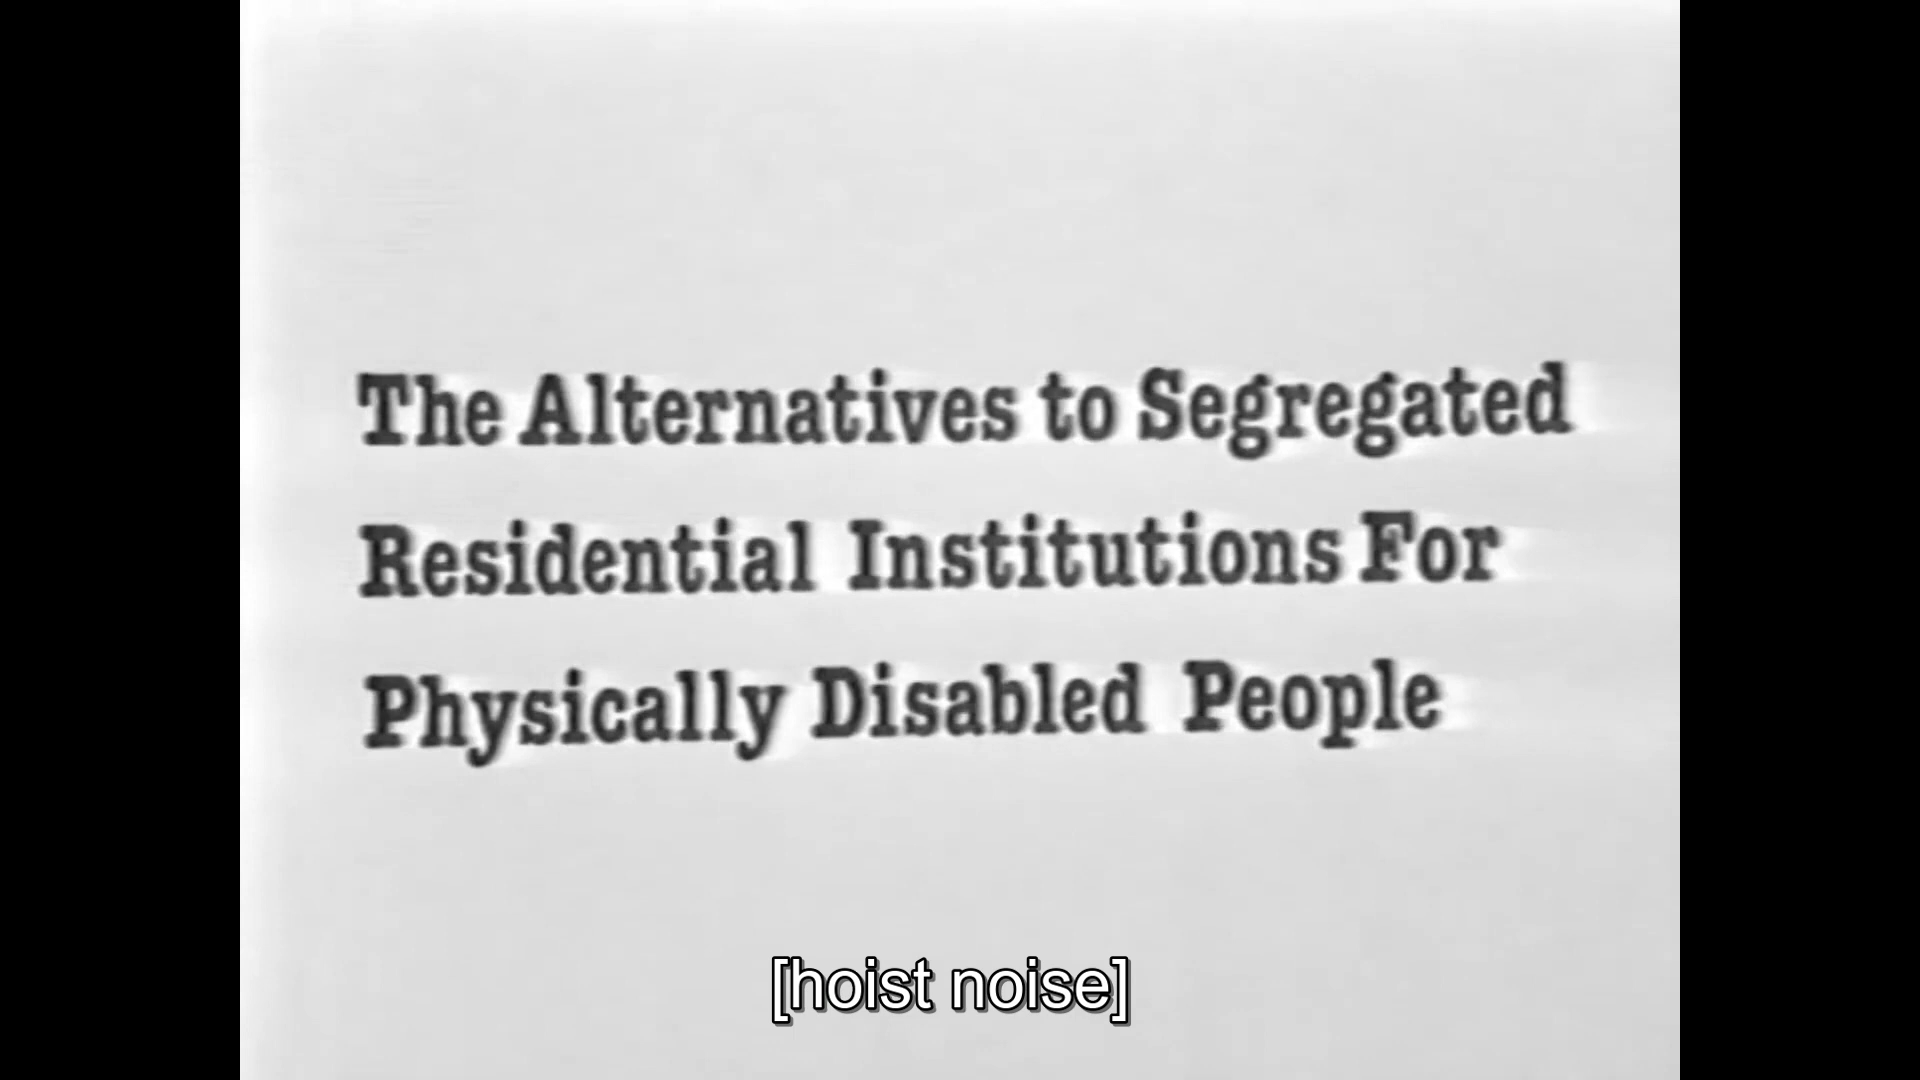 The Alternatives to Segregated
Residential Institutions For
Physically Disabled People
[hoist noise]